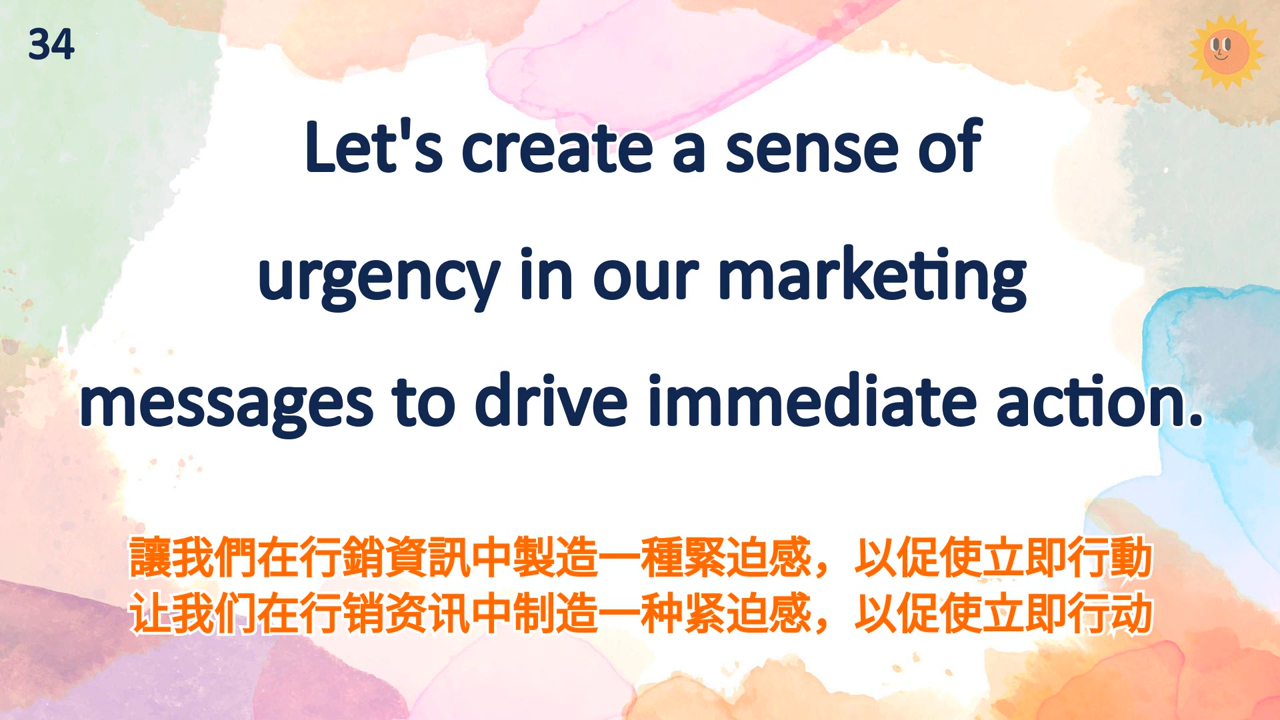 34
Let's create a sense of
urgency in our marketing
messages to drive immediate action.
讓我們在行銷資訊中製造一種緊迫感，以促使立即行動
让我们在行销资讯中制造一种紧迫感，以促使立即行动